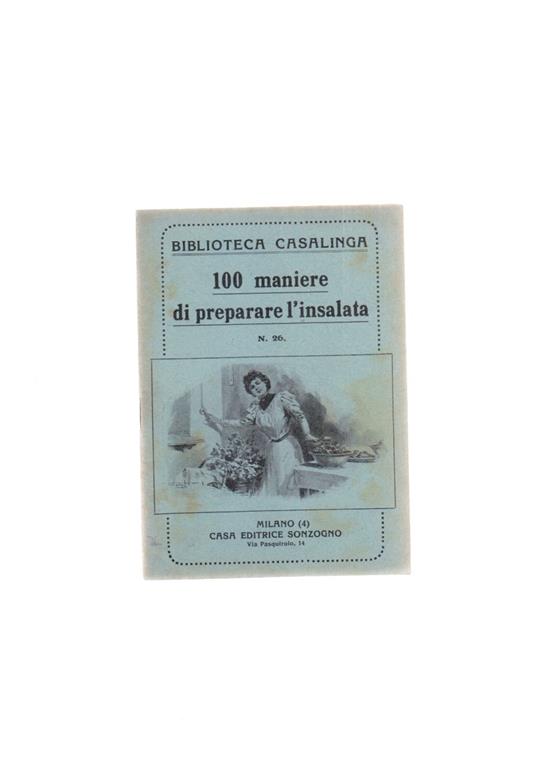 BIBLIOTECA CASALINGA
100 maniere
di preparare l'insalata
N. 26.
MILANO (4)
CASA EDITRICE SONZOGNO
Via Pasquirolo, 14